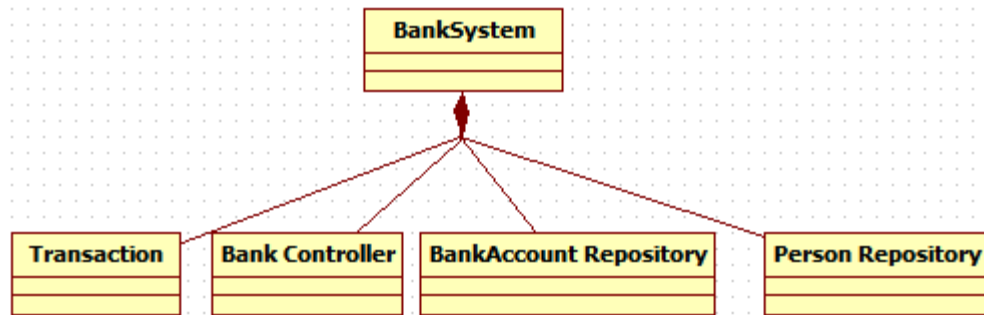 BankSystem
Transaction
Bank Controller
BankAccount Repository
Person Repository